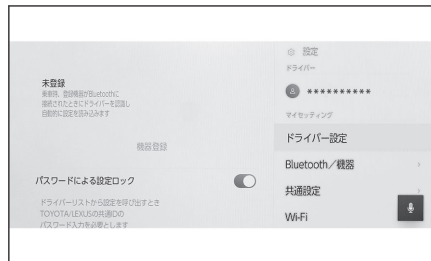 未登録
乗車時、登録機器がBluetoothに
接続されたときにドライバーを認識し
自動的に設定を読み込みます
機器登録
パスワードによる設定ロック
ドライバーリストから設定を呼び出すとき
TOYOTA/LEXUSの共通IDの
パスワード入力を必要とします
設定
ドライバー
**********
マイセッティング
ドライバー設定
Bluetooth／機器
共通設定
Wi-Fi